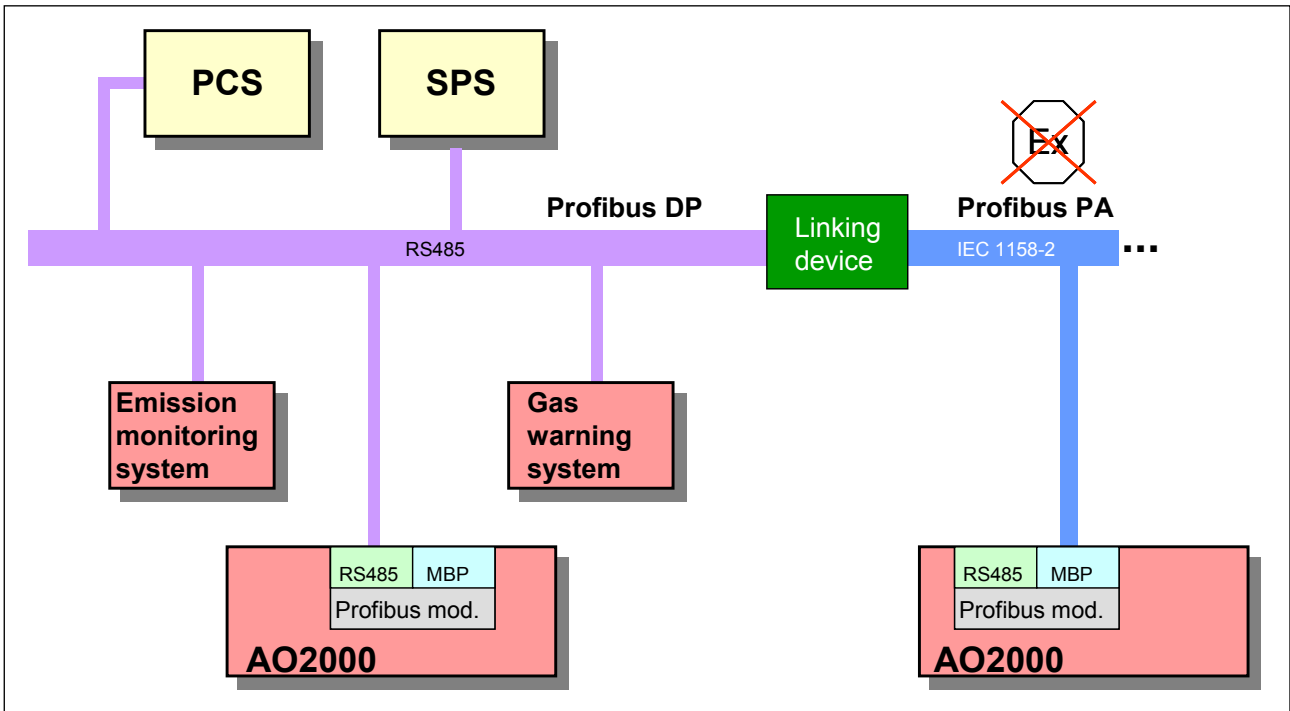 PCS
SPS
Ex
Profibus DP
Profibus PA
RS485
Linking
device
IEC 1158-2
...
Emission
monitoring
system
Gas
warning
system
RS485
MBP
Profibus mod.
AO2000
RS485
MBP
Profibus mod.
AO2000